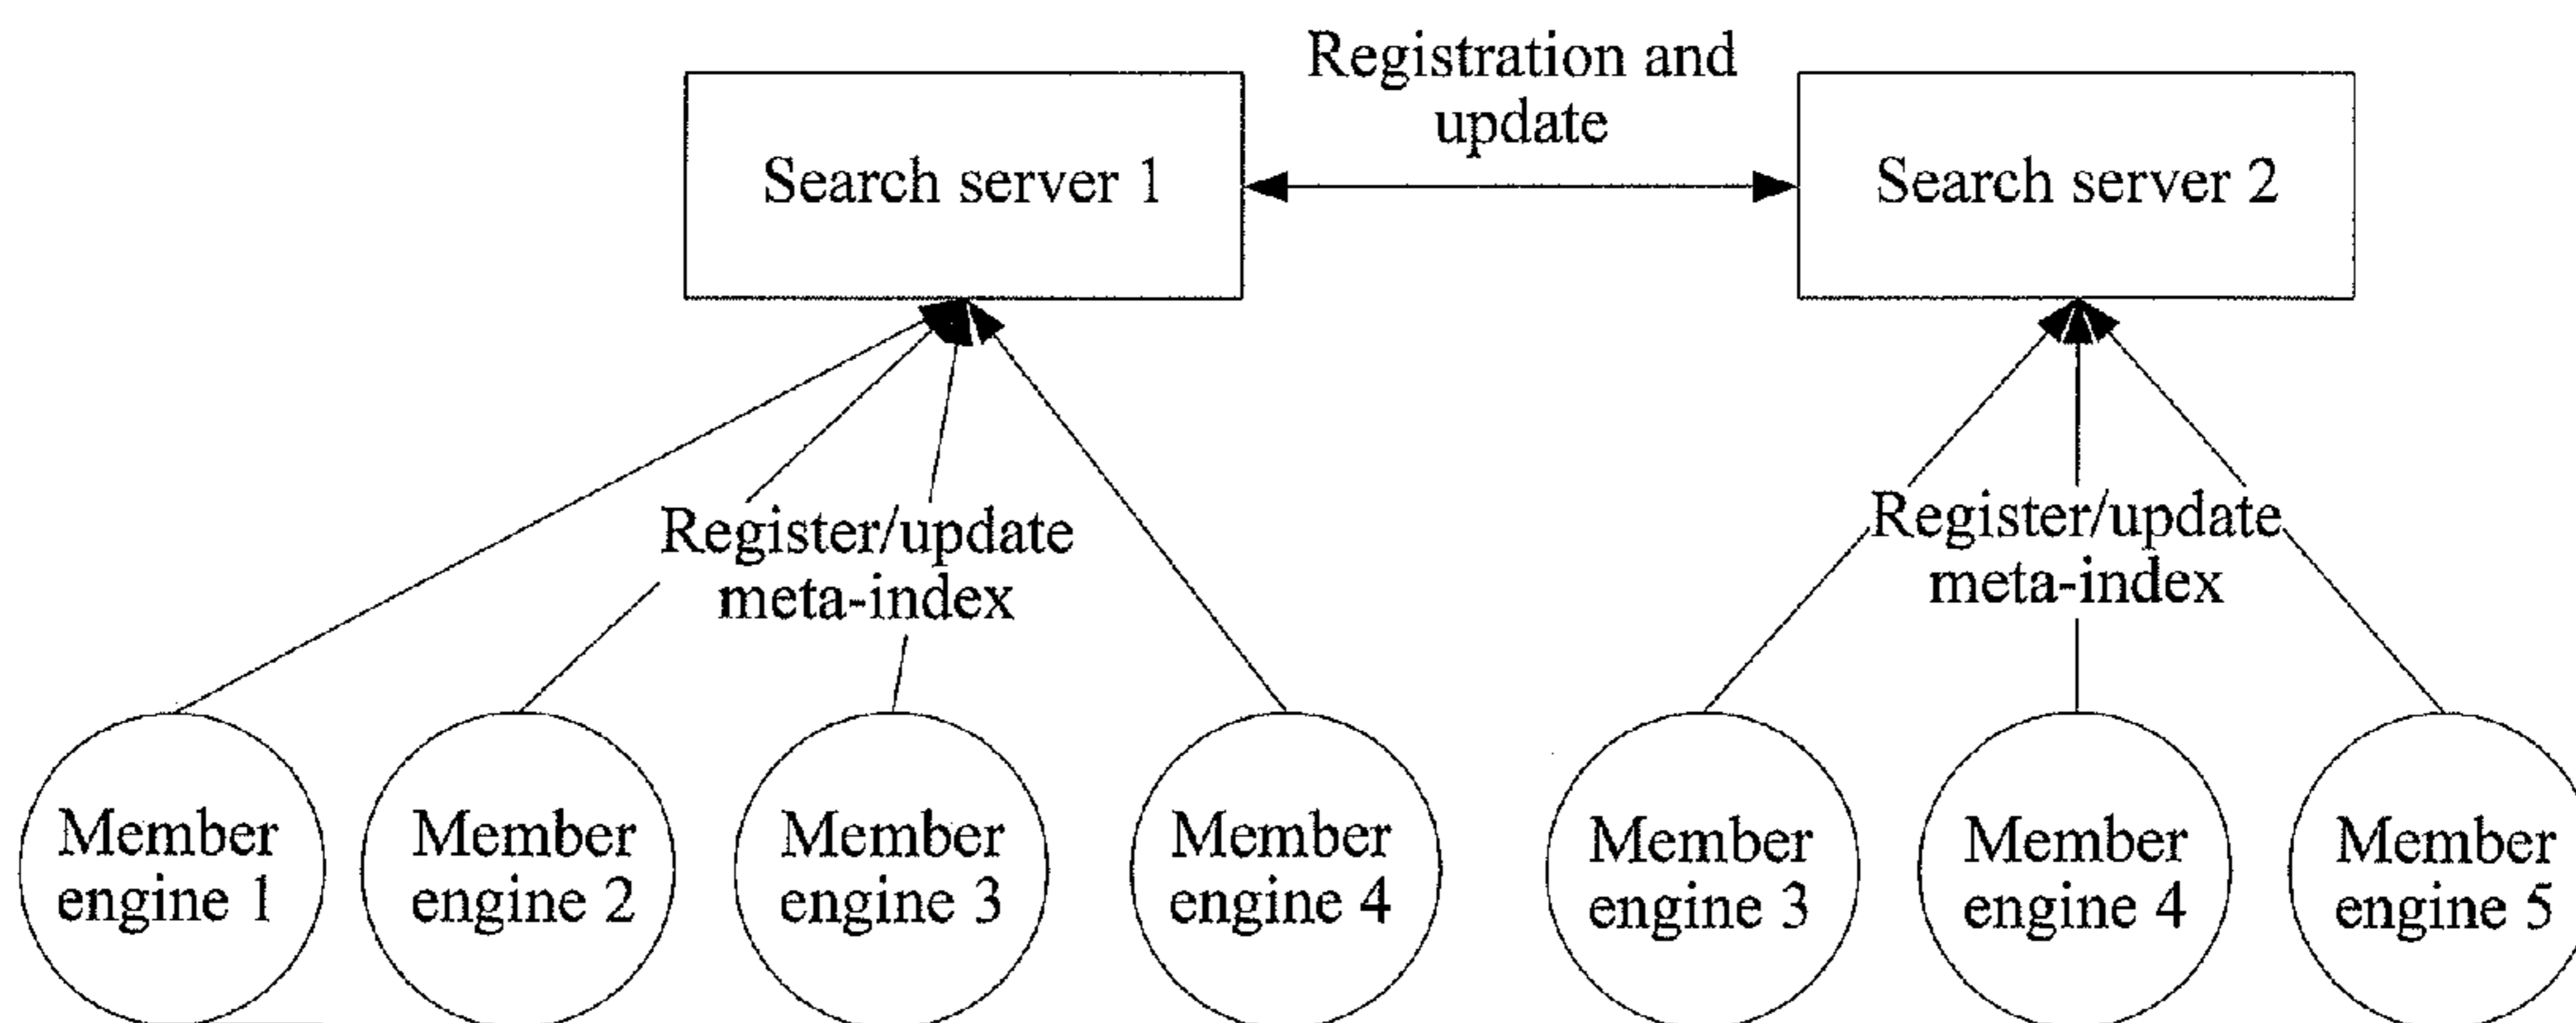 Registration and
update
Search server 1
Search server 2
Register/update
meta-index
Register/update
meta-index
Member
engine 1
Member
engine 2
Member
engine 3
Member
engine 4
Member
engine 3
Member
engine 4
Member
engine 5